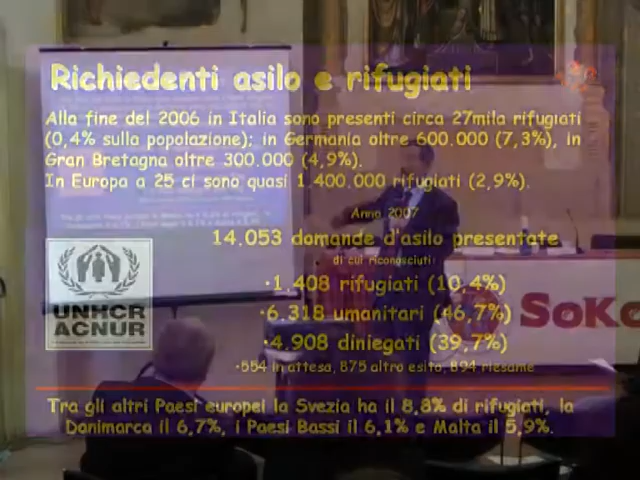 Richiedenti asilo e rifugiati
Alla fine del 2006 in Italia sono presenti circa 27mila rifugiati
(0,4% sulla popolazione); in Germania oltre 600.000 (7,3%), in
Gran Bretagna oltre 300.000 (4,9%).
In Europa a 25 ci sono quasi 1.400.000 rifugiati (2,9%).
Anno 2007
14.053 domande d'asilo presentate
di cui riconosciuti:
•1.408 rifugiati (10,4%)
•6.318 umanitari (46,7%)
•4.908 diniegati (39,7%)
•554 in attesa, 875 altro esito, 894 riesame
UNHCR
ACNUR
SoKo
Tra gli altri Paesi europei la Svezia ha il 8,8% di rifugiati, la
Danimarca il 6,7%, i Paesi Bassi il 6,1% e Malta il 5,9%.